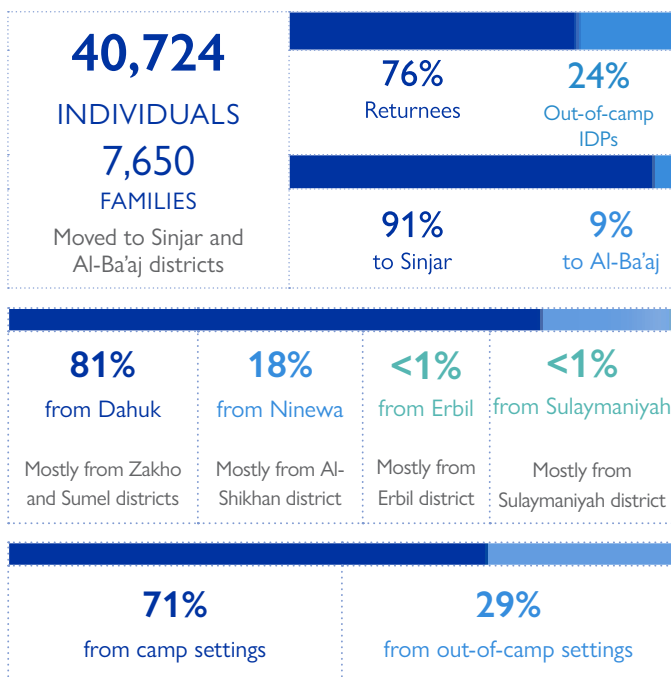 40,724
INDIVIDUALS
7,650
FAMILIES
Moved to Sinjar and
Al-Ba'aj districts
76%
Returnees
24%
Out-of-camp
IDPs
91%
to Sinjar
9%
to Al-Ba'aj
81%
from Dahuk
Mostly from Zakho
and Sumel districts
18%
from Ninewa
Mostly from Al-
Shikhan district
<1%
from Erbil
Mostly from
Erbil district
<1%
from Sulaymaniyah
Mostly from
Sulaymaniyah district
71%
from camp settings
29%
from out-of-camp settings